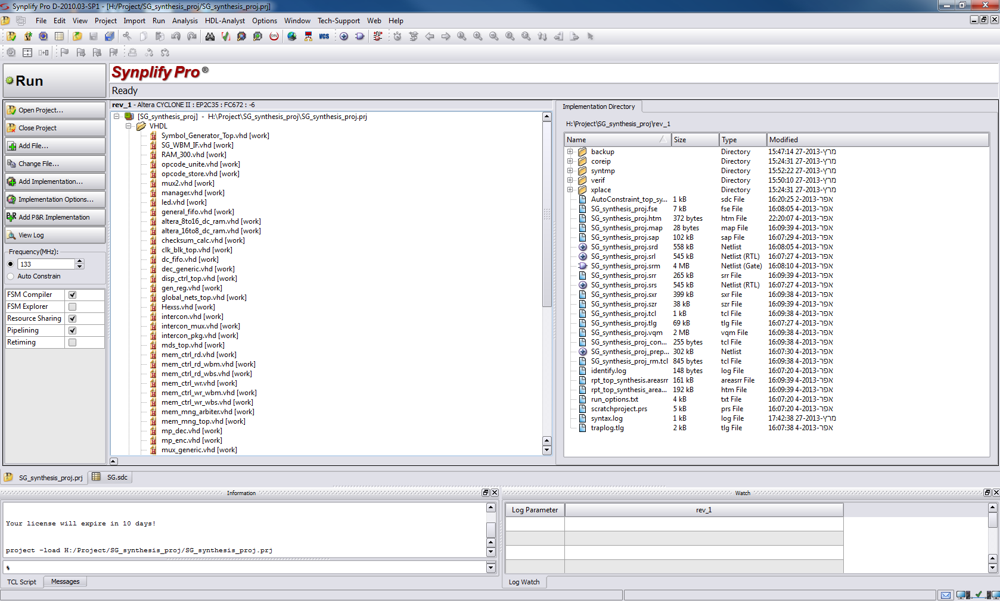 Synplify Pro D-2010.03-SP1 - [H:/Project/SG_synthesis_proj/SG_synthesis_proj.prj]
File Edit View Project Import Run Analysis HDL-Analyst Options Window Tech-Support Web Help
SYN VCS
Run
Synplify Pro ®
Ready
Open Project...
Close Project
Add File...
Change File...
Add Implementation...
Implementation Options...
P&R Add P&R Implementation
View Log
Frequency(MHz):
133
Auto Constrain
FSM Compiler
FSM Explorer
Resource Sharing
Pipelining
Retiming
rev_1 - Altera CYCLONE II : EP2C35 : FC672 : -6
[SG_synthesis_proj] - H:\Project\SG_synthesis_proj\SG_synthesis_proj.prj
VHDL
Symbol_Generator_Top.vhd [work]
SG_WBM_IF.vhd [work]
RAM_300.vhd [work]
opcode_unite.vhd [work]
opcode_store.vhd [work]
mux2.vhd [work]
manager.vhd [work]
led.vhd [work]
general_fifo.vhd [work]
altera_8to16_dc_ram.vhd [work]
altera_16to8_dc_ram.vhd [work]
checksum_calc.vhd [work]
clk_blk_top.vhd [work]
dc_fifo.vhd [work]
dec_generic.vhd [work]
disp_ctrl_top.vhd [work]
gen_reg.vhd [work]
global_nets_top.vhd [work]
Hexss.vhd [work]
intercon.vhd [work]
intercon_mux.vhd [work]
intercon_pkg.vhd [work]
mds_top.vhd [work]
mem_ctrl_rd.vhd [work]
mem_ctrl_rd_wbm.vhd [work]
mem_ctrl_rd_wbs.vhd [work]
mem_ctrl_wr.vhd [work]
mem_ctrl_wr_wbm.vhd [work]
mem_ctrl_wr_wbs.vhd [work]
mem_mng_arbiter.vhd [work]
mem_mng_top.vhd [work]
mp_dec.vhd [work]
mp_enc.vhd [work]
mux_generic.vhd [work]
Implementation Directory
H:\Project\SG_synthesis_proj\rev_1
Name Size Type Modified
backup Directory 15:47:14 27-2013-מרץ
coreip Directory 15:24:31 27-2013-מרץ
syntmp Directory 15:52:22 27-2013-מרץ
verif Directory 15:50:10 27-2013-מרץ
xplace Directory 15:24:31 27-2013-מרץ
AutoConstraint_top_sy... 1 kB sdc File 16:20:25 2-2013-אפר
SG_synthesis_proj.fse 7 kB fse File 16:08:05 4-2013-אפר
SG_synthesis_proj.htm 372 bytes htm File 22:20:07 4-2013-אפר
SG_synthesis_proj.map 28 bytes map File 16:09:39 4-2013-אפר
SG_synthesis_proj.sap 102 kB sap File 16:07:29 4-2013-אפר
SG_synthesis_proj.srd 558 kB Netlist 16:08:05 4-2013-אפר
SG_synthesis_proj.srl 545 kB Netlist (RTL) 16:07:27 4-2013-אפר
SG_synthesis_proj.srm 4 MB Netlist (Gate) 16:08:10 4-2013-אפר
SG_synthesis_proj.srr 265 kB srr File 16:09:39 4-2013-אפר
SG_synthesis_proj.srs 545 kB Netlist (RTL) 16:07:27 4-2013-אפר
SG_synthesis_proj.sxr 399 kB sxr File 16:09:38 4-2013-אפר
SG_synthesis_proj.szr 38 kB szr File 16:09:39 4-2013-אפר
SG_synthesis_proj.tcl 1 kB tcl File 16:09:38 4-2013-אפר
SG_synthesis_proj.tlg 69 kB tlg File 16:07:27 4-2013-אפר
SG_synthesis_proj.vqm 2 MB vqm File 16:09:38 4-2013-אפר
SG_synthesis_proj_con... 255 bytes tcl File 16:09:38 4-2013-אפר
SG_synthesis_proj_prep... 302 kB Netlist 16:07:30 4-2013-אפר
SG_synthesis_proj_rm.tcl 845 bytes tcl File 16:09:38 4-2013-אפר
identify.log 148 bytes log File 16:07:20 4-2013-אפר
rpt_top_synthesis.areasrr 161 kB areasrr File 16:09:39 4-2013-אפר
rpt_top_synthesis_area... 192 kB htm File 16:09:39 4-2013-אפר
run_options.txt 4 kB txt File 16:07:20 4-2013-אפר
scratchproject.prs 5 kB prs File 16:07:20 4-2013-אפר
syntax.log 1 kB log File 17:42:38 27-2013-מרץ
traplog.tlg 2 kB tlg File 16:07:38 4-2013-אפר
SG_synthesis_proj.prj SG.sdc
Information
Your license will expire in 10 days!
project -load H:/Project/SG_synthesis_proj/SG_synthesis_proj.prj
%
TCL Script Messages
Watch
Log Parameter rev_1
Log Watch